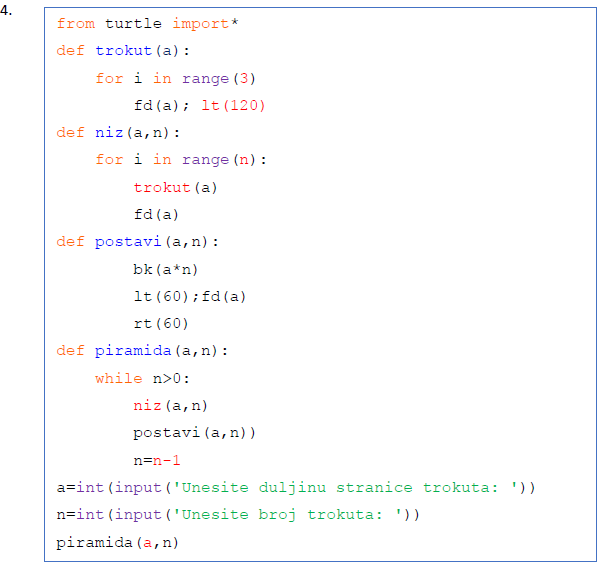 4.
from turtle import*
def trokut(a):
    for i in range(3)
        fd(a); lt(120)
def niz(a,n):
    for i in range(n):
        trokut(a)
        fd(a)
def postavi(a,n):
        bk(a*n)
        lt(60);fd(a)
        rt(60)
def piramida(a,n):
    while n>0:
        niz(a,n)
        postavi(a,n))
        n=n-1
a=int(input('Unesite duljinu stranice trokuta: '))
n=int(input('Unesite broj trokuta: '))
piramida(a,n)